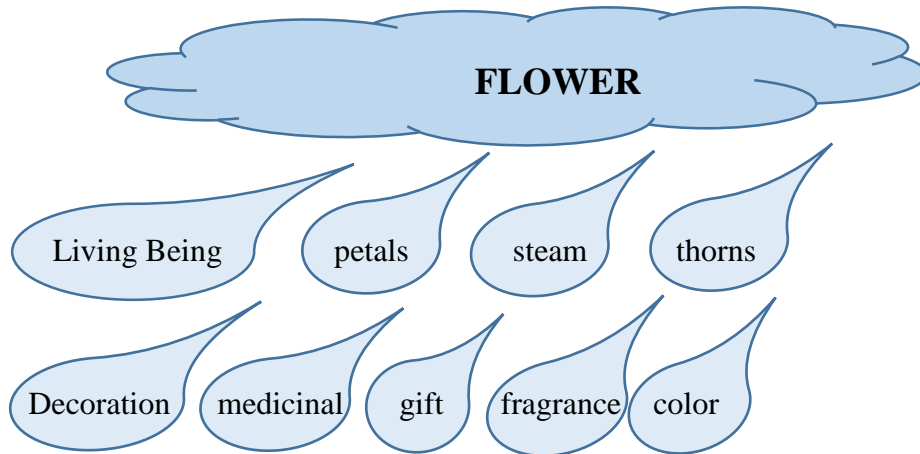 FLOWER
Living Being petals steam thorns
Decoration medicinal gift fragrance color